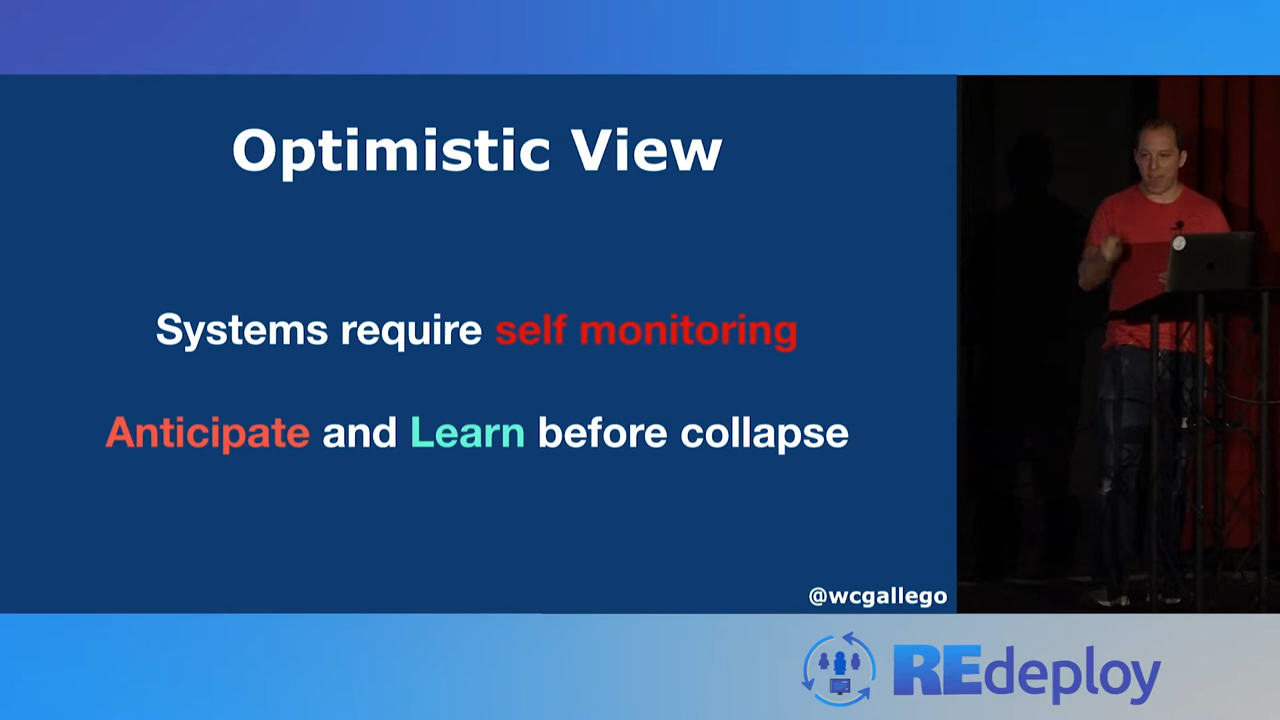 Optimistic View
Systems require self monitoring
Anticipate and Learn before collapse
@wcgallego
REdeploy